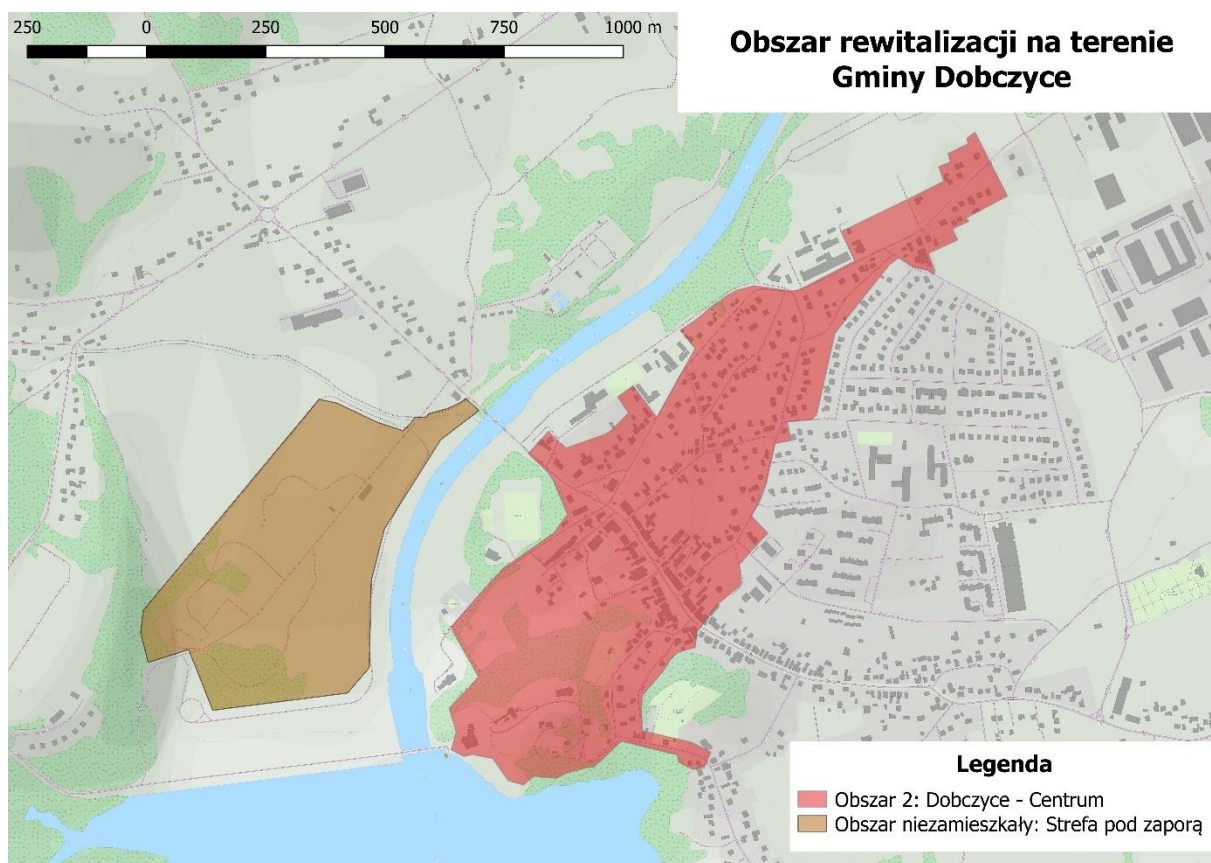 250 0 250 500 750 1000 m
Obszar rewitalizacji na terenie
Gminy Dobczyce
Legenda
Obszar 2: Dobczyce - Centrum
Obszar niezamieszkały: Strefa pod zaporą